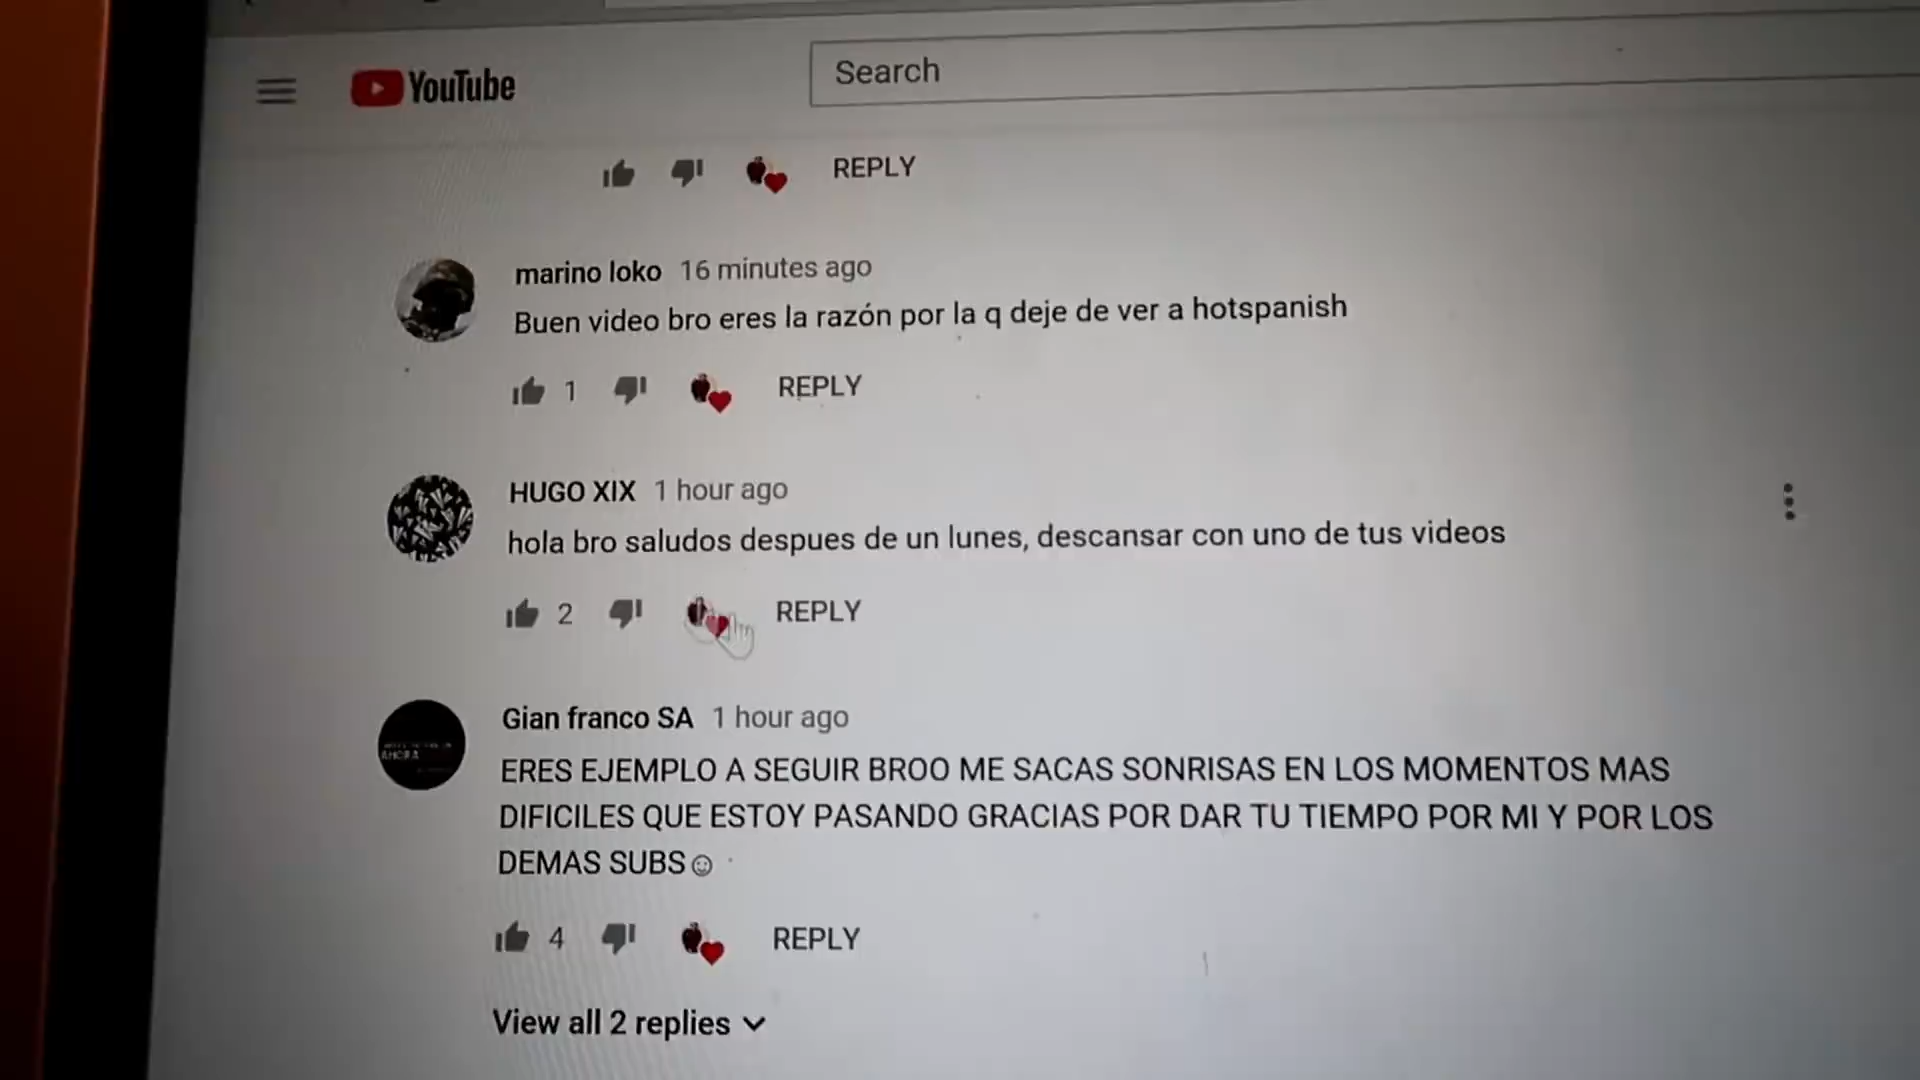 YouTube
Search
REPLY
marino loko 16 minutes ago
Buen video bro eres la razón por la q deje de ver a hotspanish
1 REPLY
HUGO XIX 1 hour ago
hola bro saludos despues de un lunes, descansar con uno de tus videos
2 REPLY
Gian franco SA 1 hour ago
ERES EJEMPLO A SEGUIR BROO ME SACAS SONRISAS EN LOS MOMENTOS MAS
DIFICILES QUE ESTOY PASANDO GRACIAS POR DAR TU TIEMPO POR MI Y POR LOS
DEMAS SUBS☺
AHORA
4 REPLY
View all 2 replies